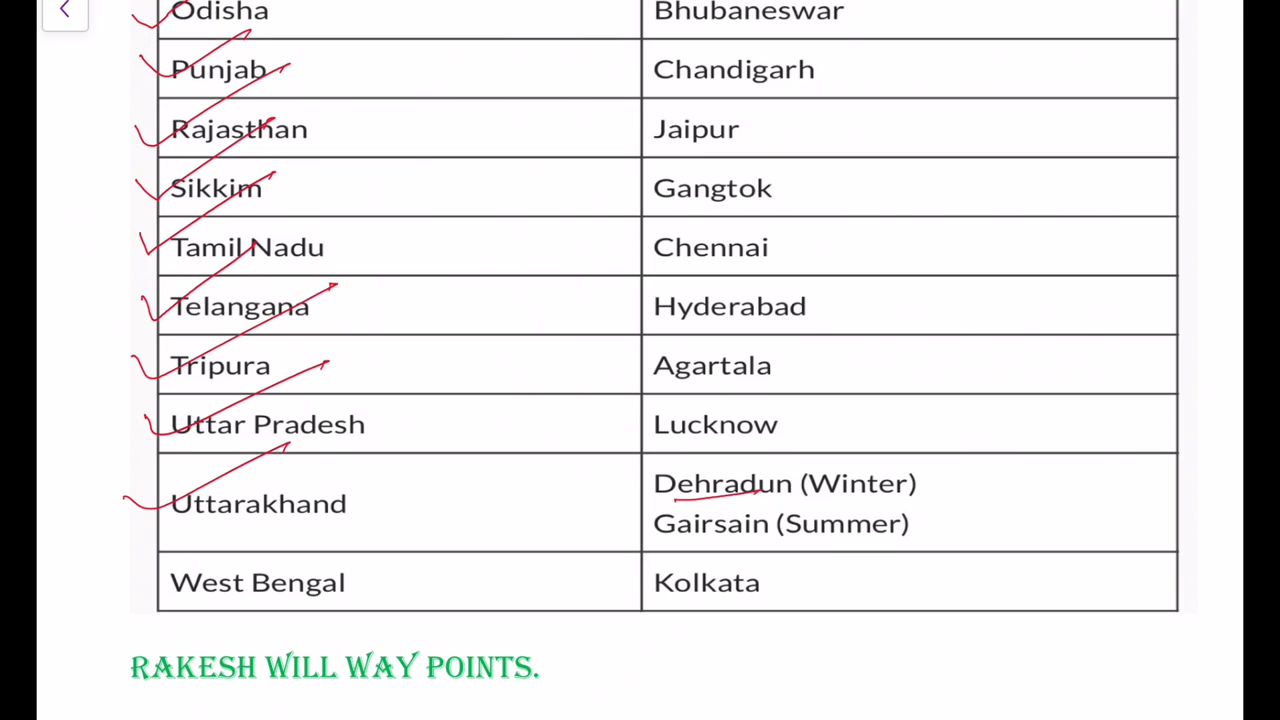 Odisha Bhubaneswar
Punjab Chandigarh
Rajasthan Jaipur
Sikkim Gangtok
Tamil Nadu Chennai
Telangana Hyderabad
Tripura Agartala
Uttar Pradesh Lucknow
Uttarakhand Dehradun (Winter)
Gairsain (Summer)
West Bengal Kolkata
RAKESH WILL WAY POINTS.